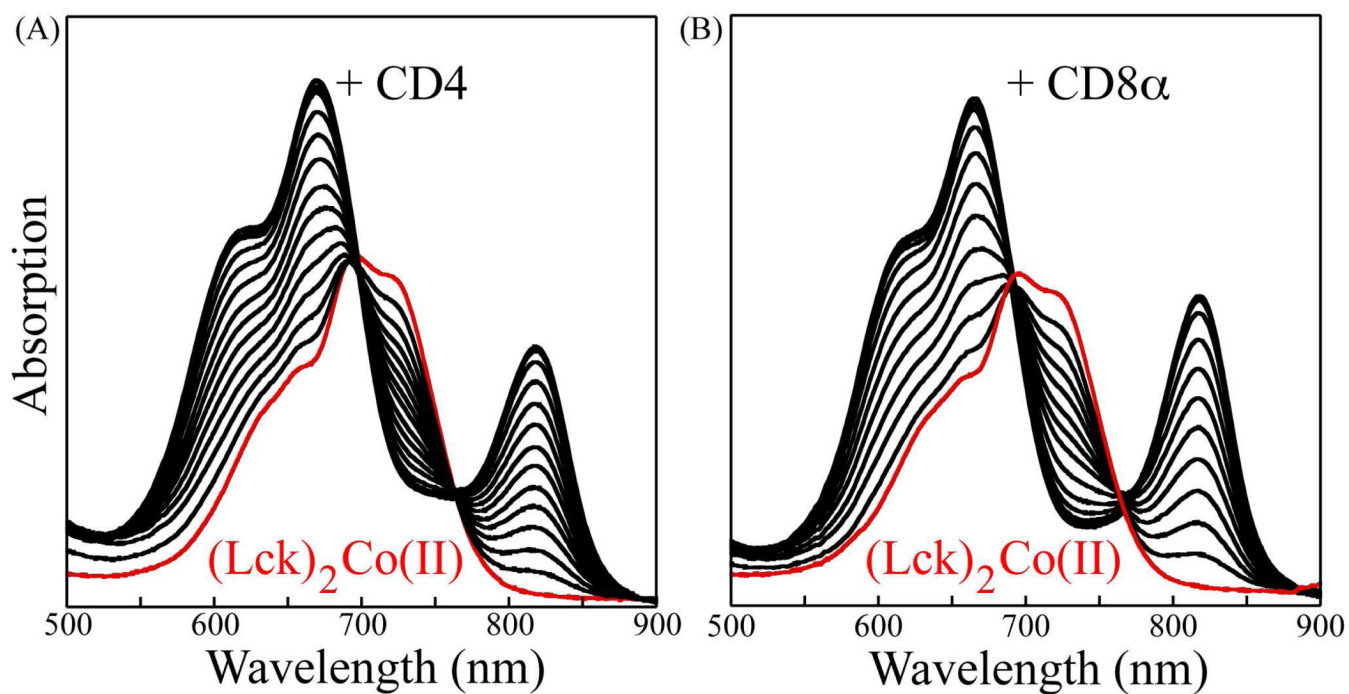 (A)
+ CD4
(Lck)₂Co(II)
Absorption
500 600 700 800 900
Wavelength (nm)
(B)
+ CD8α
(Lck)₂Co(II)
500 600 700 800 900
Wavelength (nm)